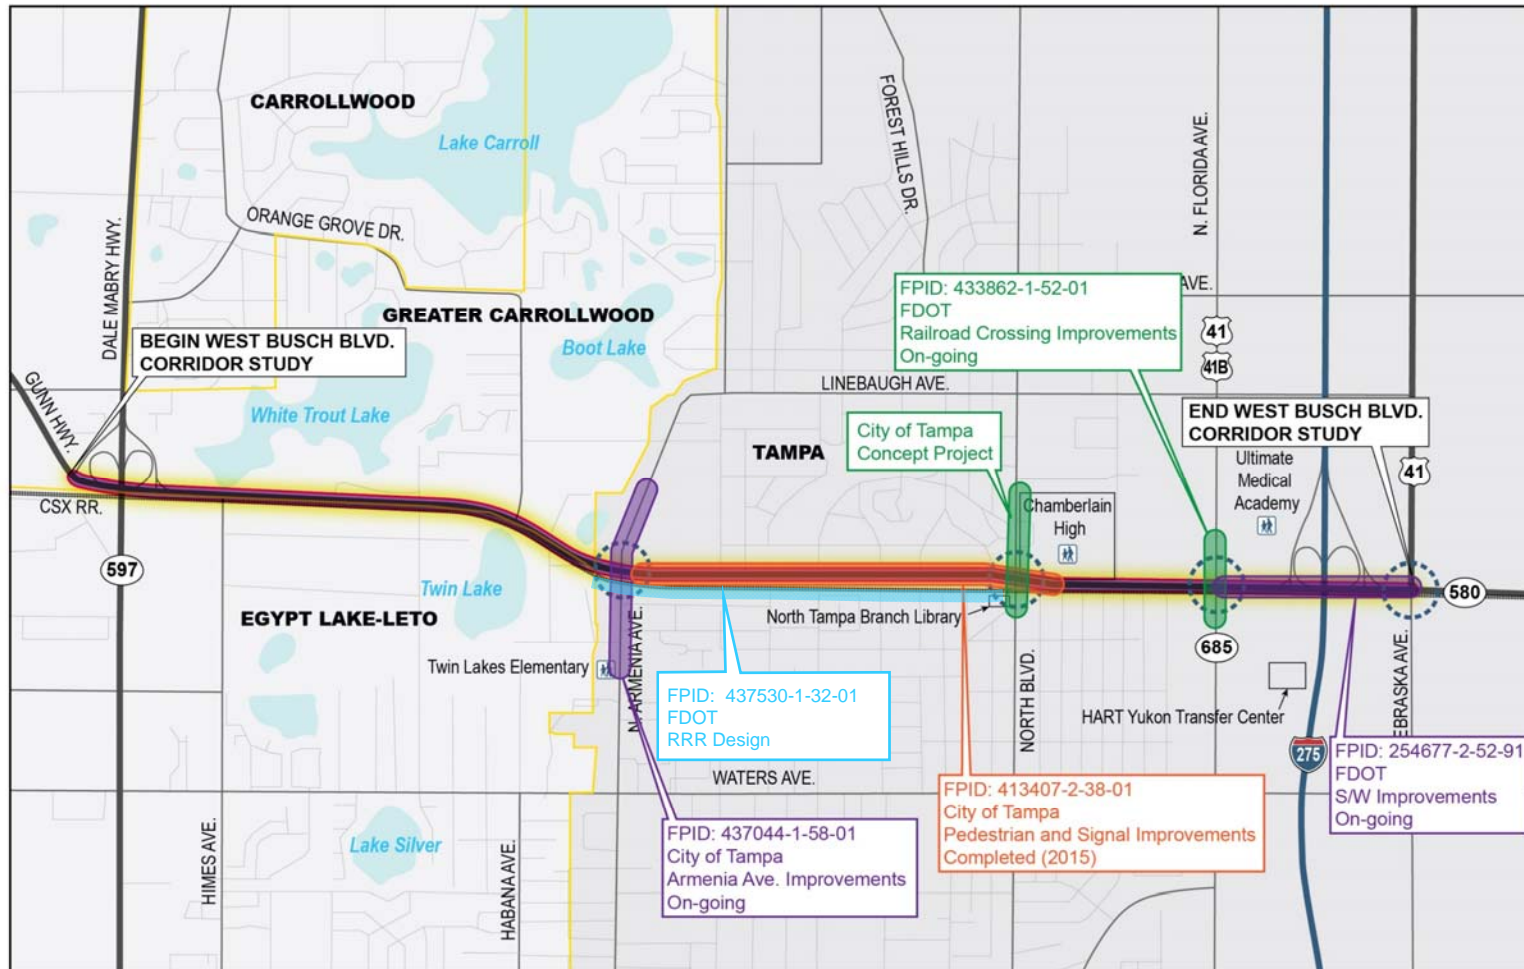 CARROLLWOOD
Lake Carroll
FOREST HILLS DR.
N. FLORIDA AVE.
ORANGE GROVE DR.
DALE MABRY HWY.
GREATER CARROLLWOOD
Boot Lake
BEGIN WEST BUSCH BLVD.
CORRIDOR STUDY
GUNN HWY.
White Trout Lake
FPID: 433862-1-52-01
FDOT
Railroad Crossing Improvements
On-going
AVE.
41
41B
LINEBAUGH AVE.
City of Tampa
Concept Project
TAMPA
END WEST BUSCH BLVD.
CORRIDOR STUDY
41
Ultimate
Medical
Academy
Chamberlain
High
CSX RR.
597
Twin Lake
580
EGYPT LAKE-LETO
North Tampa Branch Library
685
Twin Lakes Elementary
N. ARMENIA AVE.
NORTH BLVD.
EBRASKA AVE.
HART Yukon Transfer Center
275
FPID: 437530-1-32-01
FDOT
RRR Design
WATERS AVE.
FPID: 254677-2-52-91
FDOT
S/W Improvements
On-going
FPID: 413407-2-38-01
City of Tampa
Pedestrian and Signal Improvements
Completed (2015)
FPID: 437044-1-58-01
City of Tampa
Armenia Ave. Improvements
On-going
Lake Silver
HIMES AVE.
HABANA AVE.